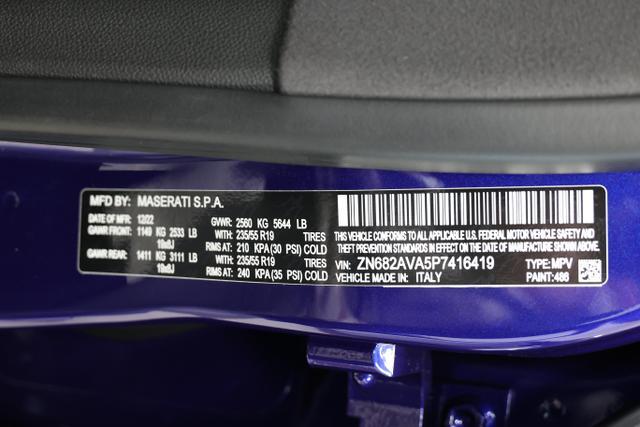 MFD BY: MASERATI S.P.A.
DATE OF MFR 12/02 GVWR: 2560 KG 5644 LB
GAWR FRONT: 1149 KG 2533 LB WITH 235/55 R19 TIRES
19x8J RIMS AT 210 KPA (30 PSI) COLD
GAWR REAR: 1411 KG 3111 LB WITH 235/55 R19 TIRES
19x8J RIMS AT 240 KPA (35 PSI) COLD
THIS VEHICLE CONFORMS TO ALL APPLICABLE U.S. FEDERAL MOTOR VEHICLE SAFETY
AND THEFT PREVENTION STANDARDS IN EFFECT ON THE DATE OF MANUFACTURE SHOWN ABOVE
VIN: ZN682AVA5P7416419 TYPE: MPV
VEHICLE MADE IN: ITALY PAINT: 486